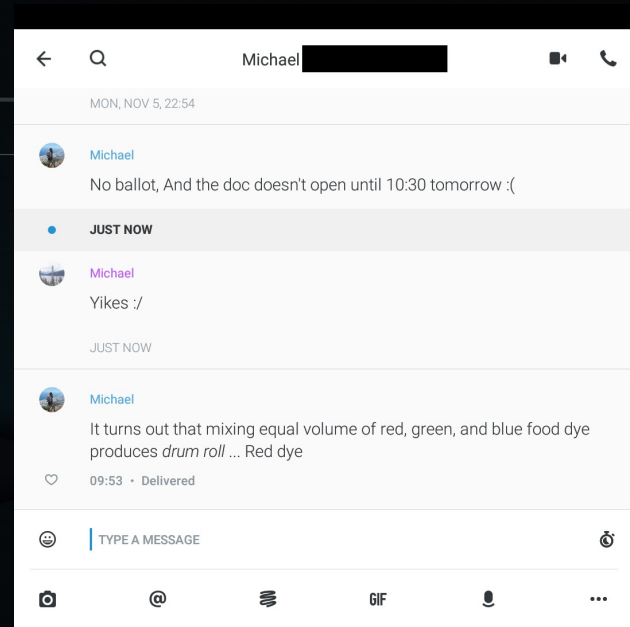 Michael
MON, NOV 5, 22:54
Michael
No ballot, And the doc doesn't open until 10:30 tomorrow :(
JUST NOW
Michael
Yikes :/
JUST NOW
Michael
It turns out that mixing equal volume of red, green, and blue food dye
produces drum roll ... Red dye
09:53 • Delivered
TYPE A MESSAGE
@
GIF